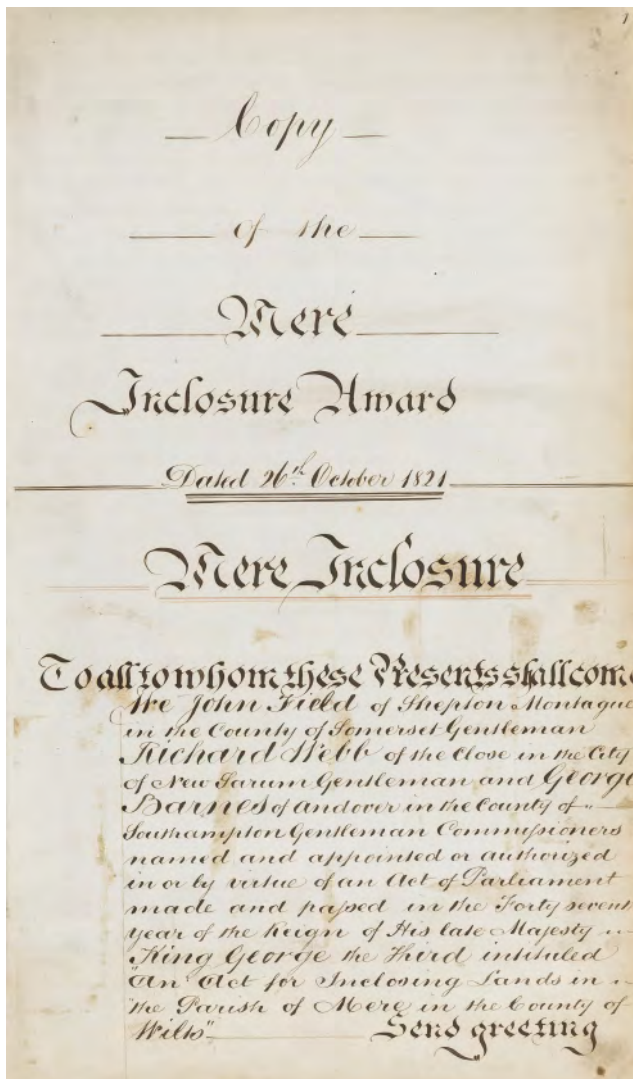 1
Copy
of the
Mere
Inclosure Award
Dated 26th October 1821
Mere Inclosure
To all to whom these Presents shall come
We John Field of Shepton Montague
in the County of Somerset Gentleman
Richard Webb of the Close in the City
of New Sarum Gentleman and George
Barnes of Andover in the County of
Southampton Gentleman Commissioners
named and appointed or authorized
in or by virtue of an Act of Parliament
made and passed in the Forty seventh
year of the Reign of His late Majesty
King George the Third intituled
"An Act for Inclosing Lands in
"the Parish of Mere in the County of
Wilts" Send greeting